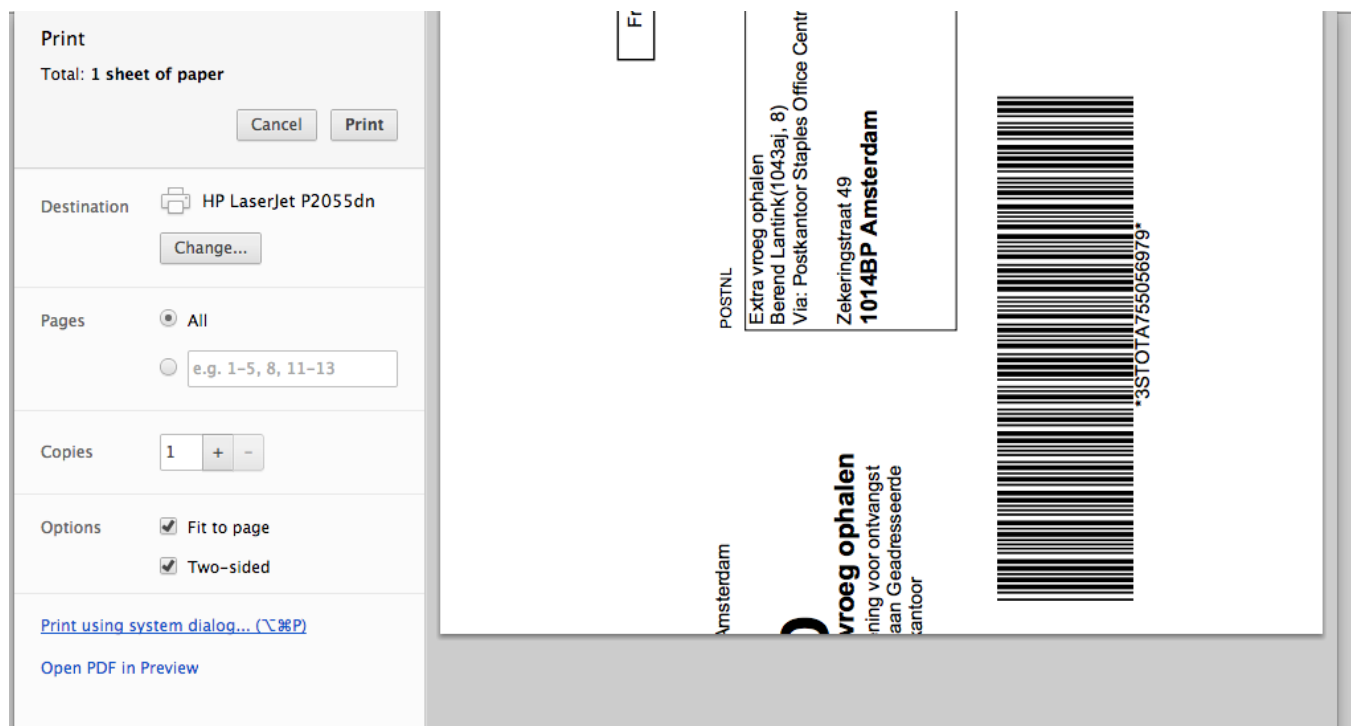 Print
Total: 1 sheet of paper
Cancel
Print
Destination
HP LaserJet P2055dn
Change...
Pages
All
e.g. 1-5, 8, 11-13
Copies
1
+
-
Options
Fit to page
Two-sided
Print using system dialog... (⌥⌘P)
Open PDF in Preview
Fr
POSTNL
Extra vroeg ophalen
Berend Lantink(1043aj, 8)
Via: Postkantoor Staples Office Centr
Zekeringstraat 49
1014BP Amsterdam
*3STOTA755056979*
Amsterdam
vroeg ophalen
ning voor ontvangst
aan Geadresseerde
kantoor